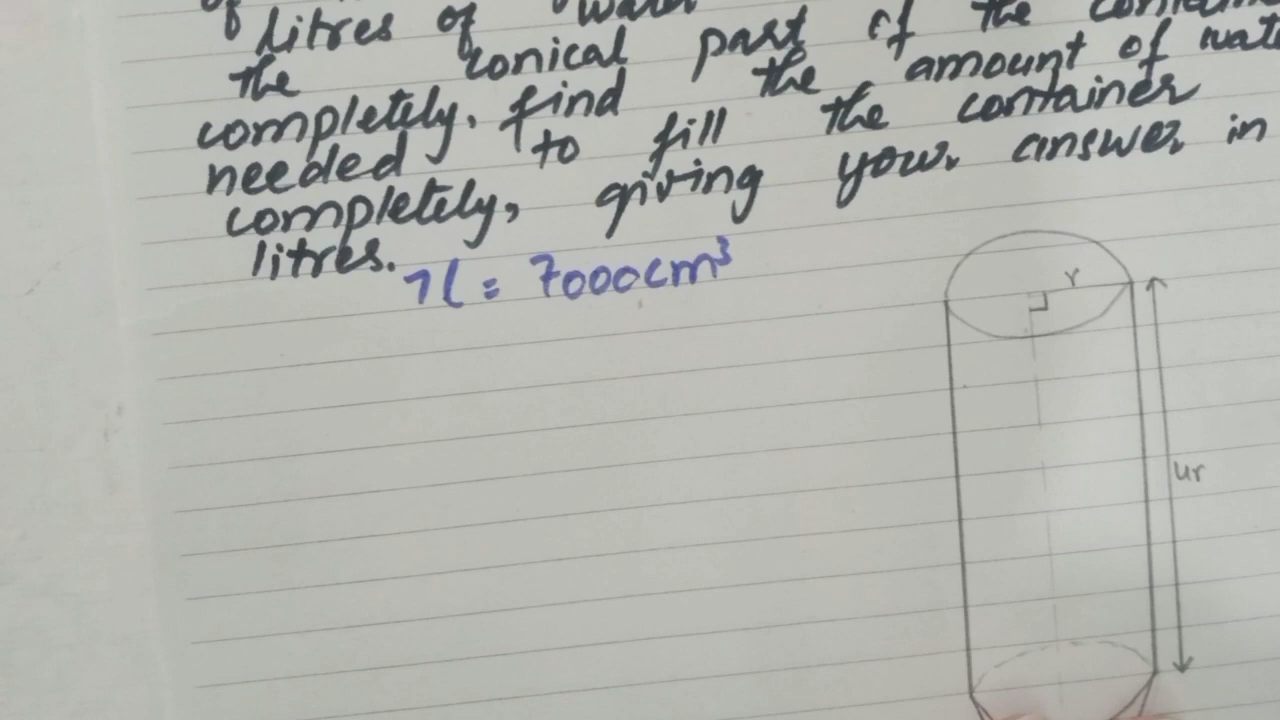 litres of water
the conical part of the
completely. find the amount of
needed to fill the container
completely, giving your answer in
litres.
7l = 7000cm³
r
4r